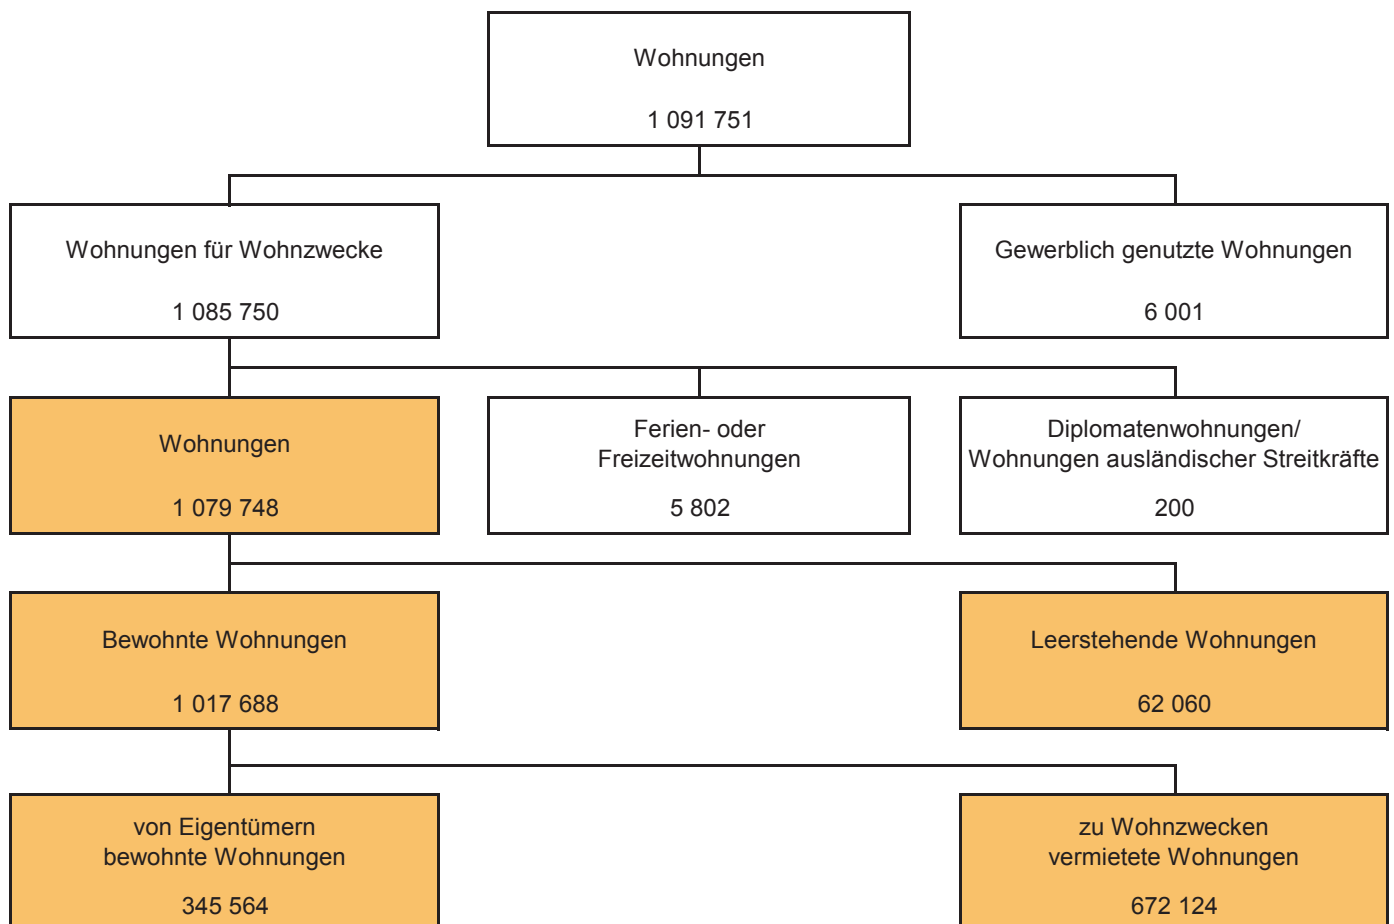 Wohnungen
1 091 751
Wohnungen für Wohnzwecke
1 085 750
Gewerblich genutzte Wohnungen
6 001
Wohnungen
1 079 748
Ferien- oder
Freizeitwohnungen
5 802
Diplomatenwohnungen/
Wohnungen ausländischer Streitkräfte
200
Bewohnte Wohnungen
1 017 688
Leerstehende Wohnungen
62 060
von Eigentümern
bewohnte Wohnungen
345 564
zu Wohnzwecken
vermietete Wohnungen
672 124